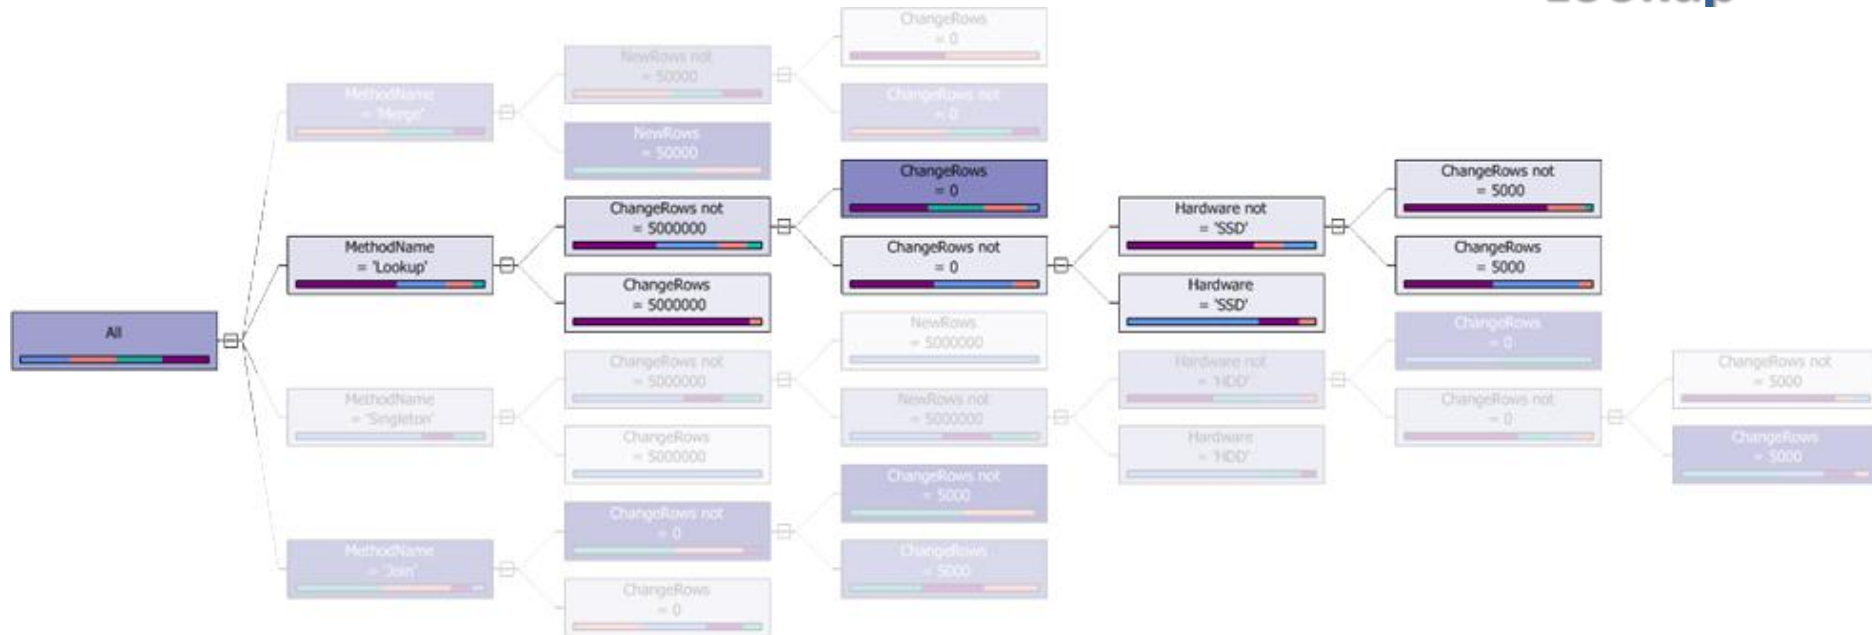 ChangeRows
= 0
NewRows not
= 50000
MethodName
= 'Merge'
ChangeRows not
= 0
NewRows
= 50000
ChangeRows
= 0
ChangeRows not
= 5000
ChangeRows not
= 5000000
Hardware not
= 'SSD'
MethodName
= 'Lookup'
ChangeRows not
= 0
ChangeRows
= 5000
ChangeRows
= 5000000
Hardware
= 'SSD'
All
NewRows
= 5000000
ChangeRows
= 0
ChangeRows not
= 5000000
Hardware not
= 'HDD'
ChangeRows not
= 5000
MethodName
= 'Singleton'
NewRows not
= 5000000
ChangeRows not
= 0
ChangeRows
= 5000000
Hardware
= 'HDD'
ChangeRows
= 5000
ChangeRows not
= 5000
ChangeRows not
= 0
MethodName
= 'Join'
ChangeRows
= 5000
ChangeRows
= 0